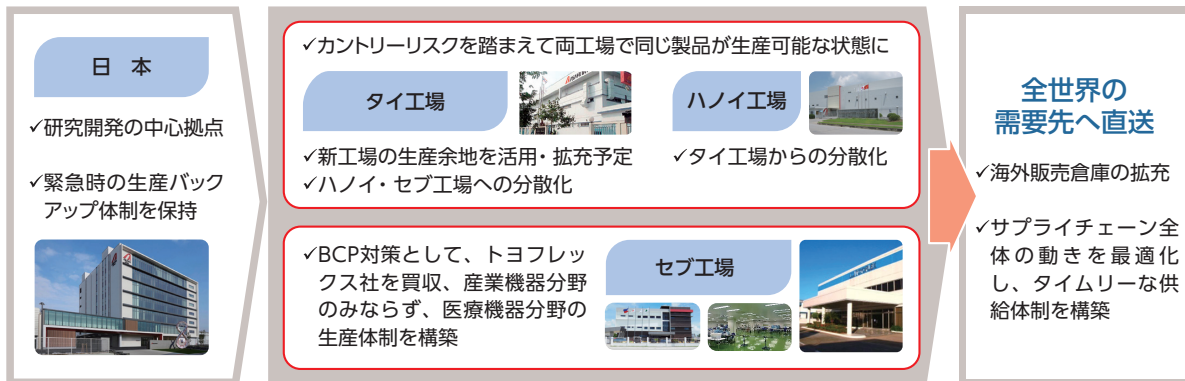 日 本
✓研究開発の中心拠点
✓緊急時の生産バック
アップ体制を保持
✓カントリーリスクを踏まえて両工場で同じ製品が生産可能な状態に
タイ工場
✓新工場の生産余地を活用・拡充予定
✓ハノイ・セブ工場への分散化
ハノイ工場
✓タイ工場からの分散化
✓BCP対策として、トヨフレッ
クス社を買収、産業機器分野
のみならず、医療機器分野の
生産体制を構築
セブ工場
全世界の
需要先へ直送
✓海外販売倉庫の拡充
✓サプライチェーン全
体の動きを最適化
し、タイムリーな供
給体制を構築